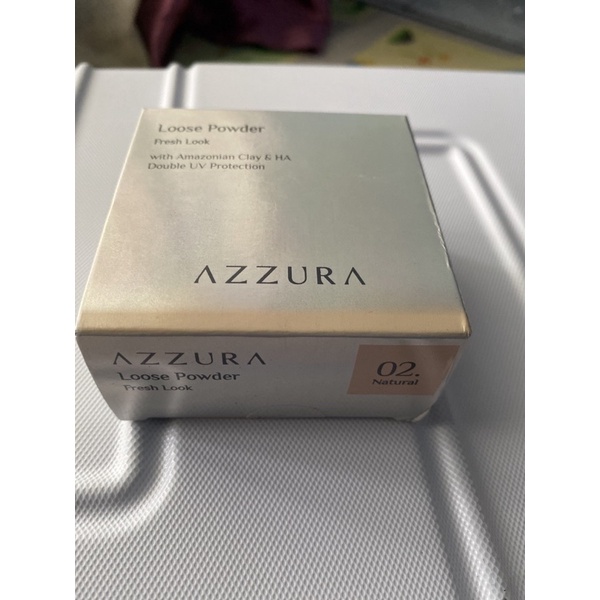 Loose Powder
Fresh Look
with Amazonian Clay & HA
Double UV Protection
AZZURA
AZZURA
Loose Powder
Fresh Look
02.
Natural